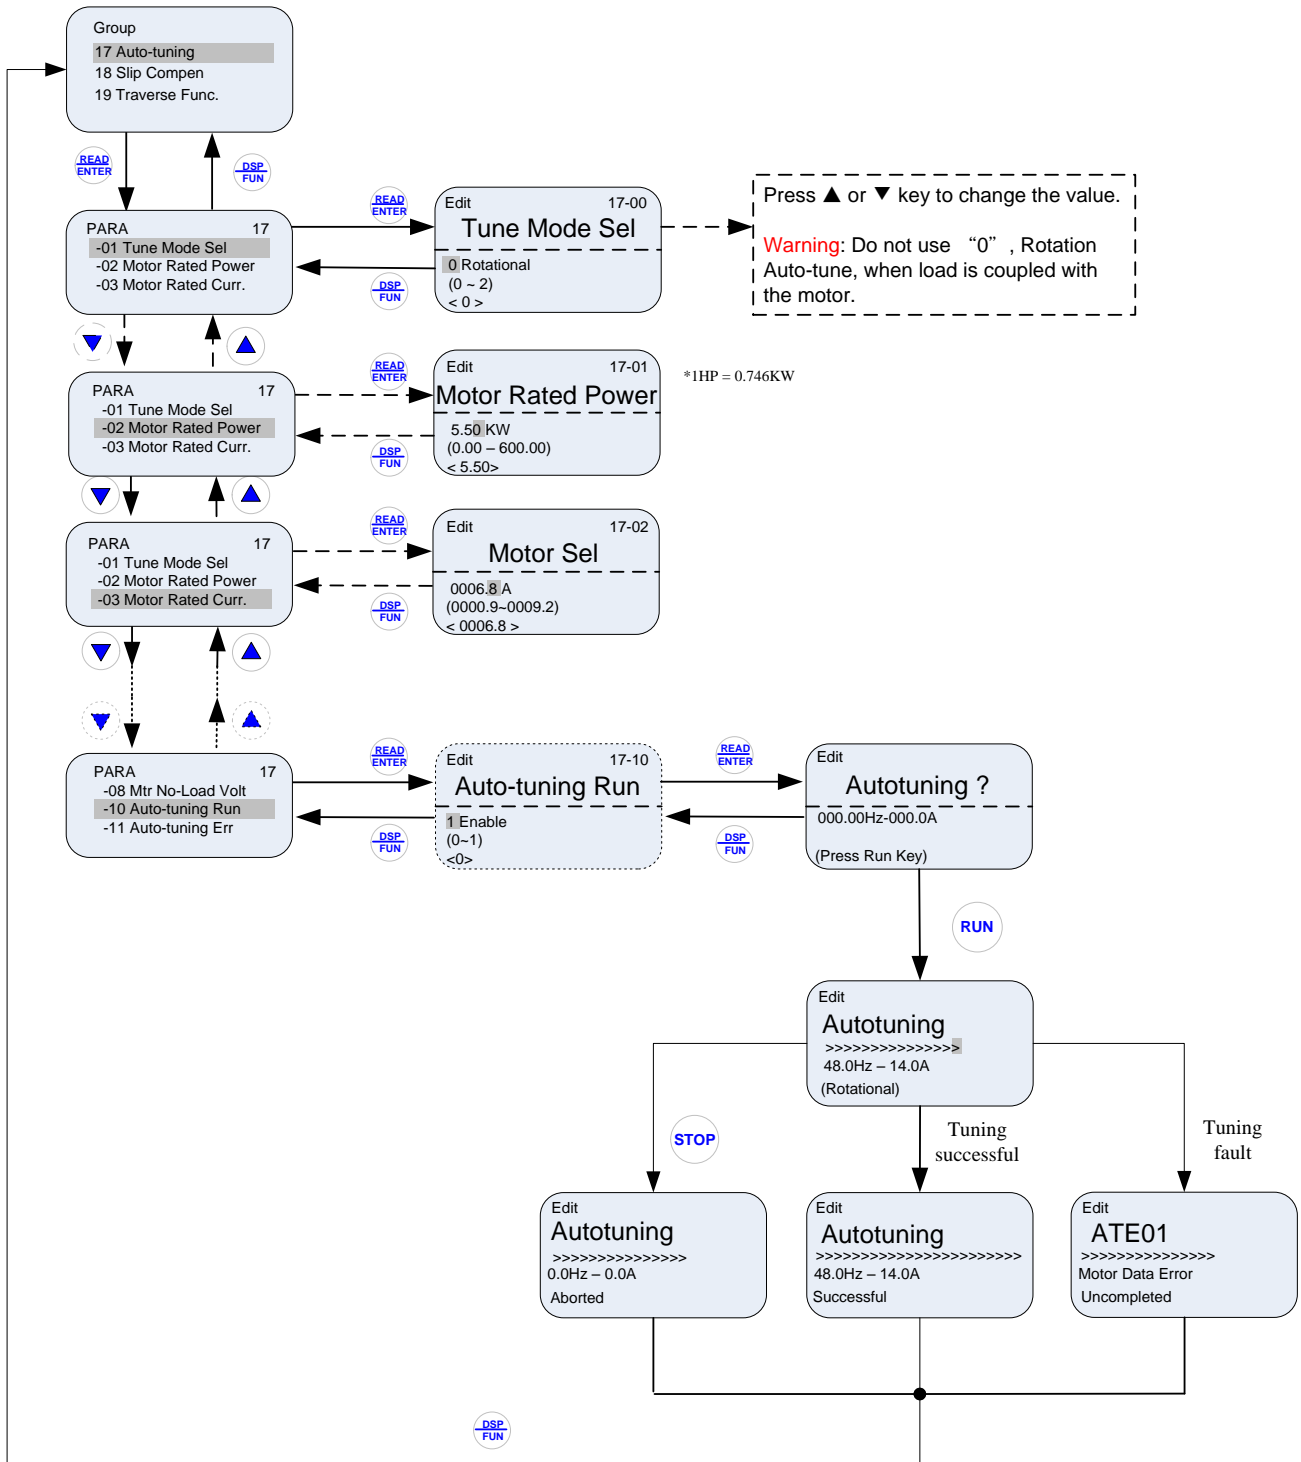 Group
17 Auto-tuning
18 Slip Compen
19 Traverse Func.
READ
ENTER
DSP
FUN
PARA 17
-01 Tune Mode Sel
-02 Motor Rated Power
-03 Motor Rated Curr.
READ
ENTER
DSP
FUN
Edit 17-00
Tune Mode Sel
0 Rotational
(0 ~ 2)
< 0 >
Press ▲ or ▼ key to change the value.
Warning: Do not use “0” , Rotation
Auto-tune, when load is coupled with
the motor.
PARA 17
-01 Tune Mode Sel
-02 Motor Rated Power
-03 Motor Rated Curr.
READ
ENTER
DSP
FUN
Edit 17-01
Motor Rated Power
5.50 KW
(0.00 – 600.00)
< 5.50>
*1HP = 0.746KW
PARA 17
-01 Tune Mode Sel
-02 Motor Rated Power
-03 Motor Rated Curr.
READ
ENTER
DSP
FUN
Edit 17-02
Motor Sel
0006.8 A
(0000.9~0009.2)
< 0006.8 >
PARA 17
-08 Mtr No-Load Volt
-10 Auto-tuning Run
-11 Auto-tuning Err
READ
ENTER
DSP
FUN
Edit 17-10
Auto-tuning Run
1 Enable
(0~1)
<0>
READ
ENTER
DSP
FUN
Edit
Autotuning ?
000.00Hz-000.0A
(Press Run Key)
RUN
Edit
Autotuning
>>>>>>>>>>>>>>>
48.0Hz – 14.0A
(Rotational)
STOP
Tuning
successful
Tuning
fault
Edit
Autotuning
>>>>>>>>>>>>>>>
0.0Hz – 0.0A
Aborted
Edit
Autotuning
>>>>>>>>>>>>>>>>>>>>>>>
48.0Hz – 14.0A
Successful
Edit
ATE01
>>>>>>>>>>>>>>>
Motor Data Error
Uncompleted
DSP
FUN